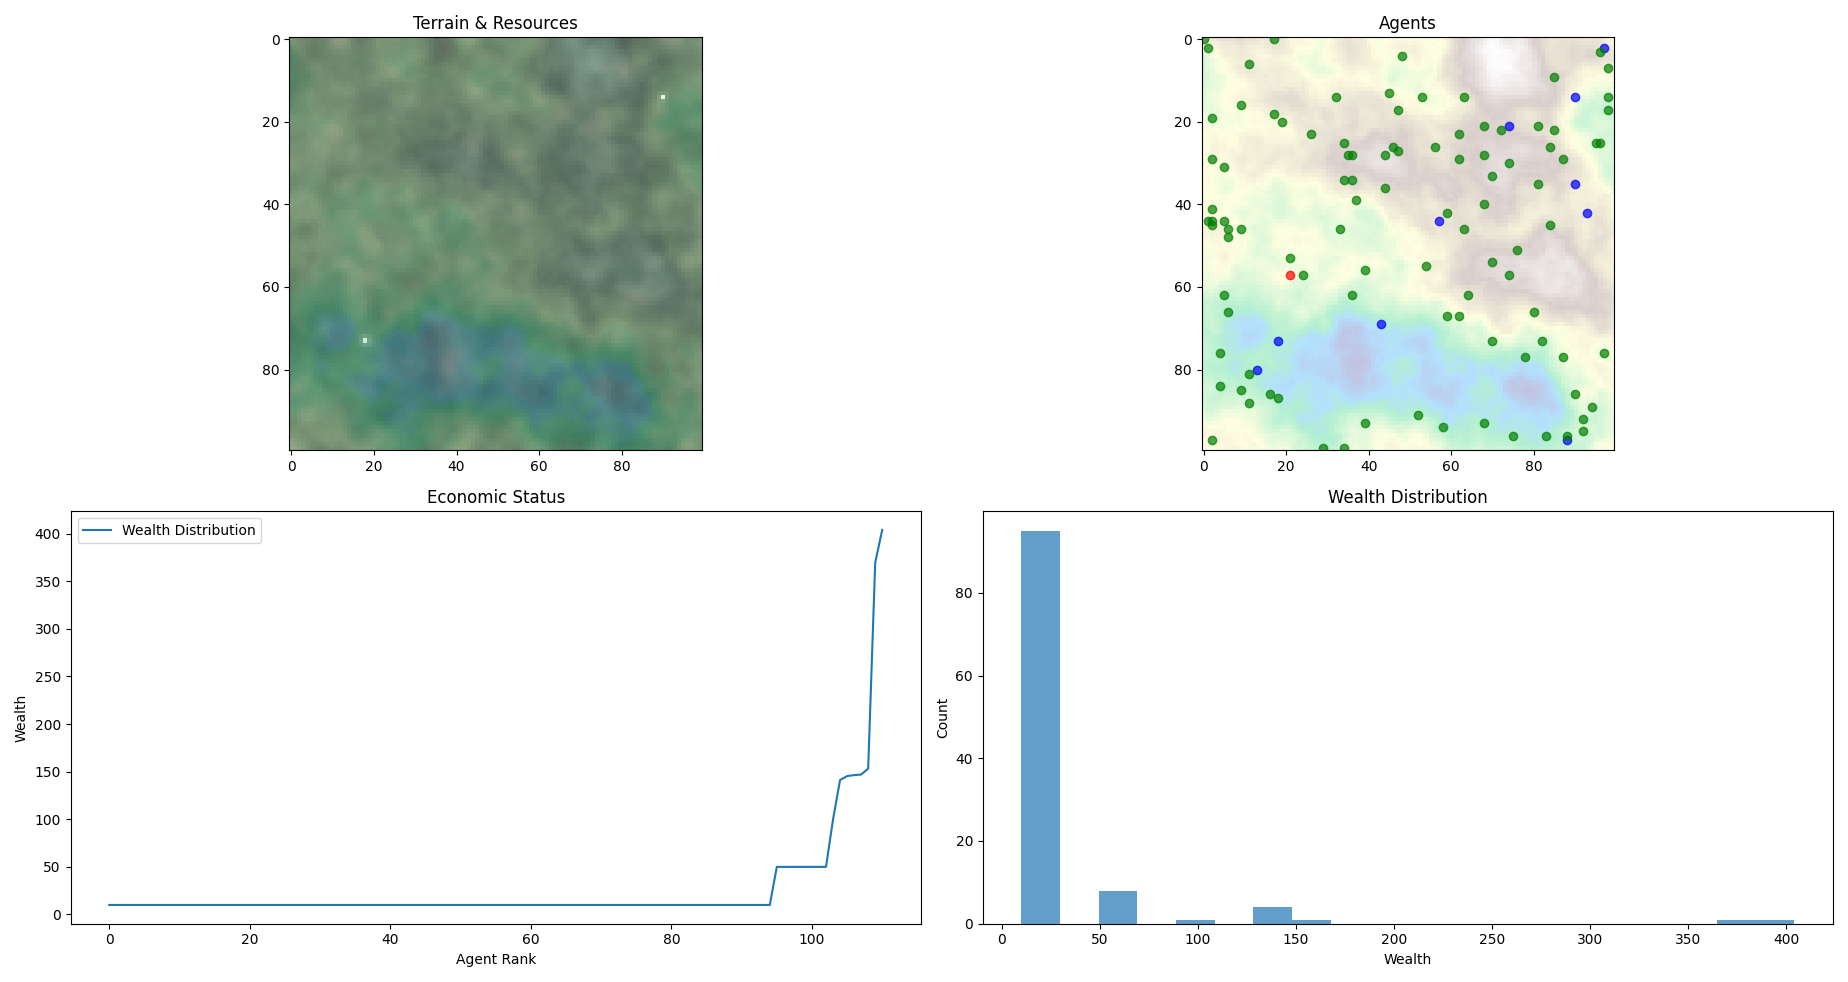 Terrain & Resources
0
20
40
60
80
0 20 40 60 80
Agents
0
20
40
60
80
0 20 40 60 80
Economic Status
Wealth Distribution
400
350
300
250
200
150
100
50
0
Wealth
0 20 40 60 80 100
Agent Rank
Wealth Distribution
80
60
40
20
0
Count
0 50 100 150 200 250 300 350 400
Wealth